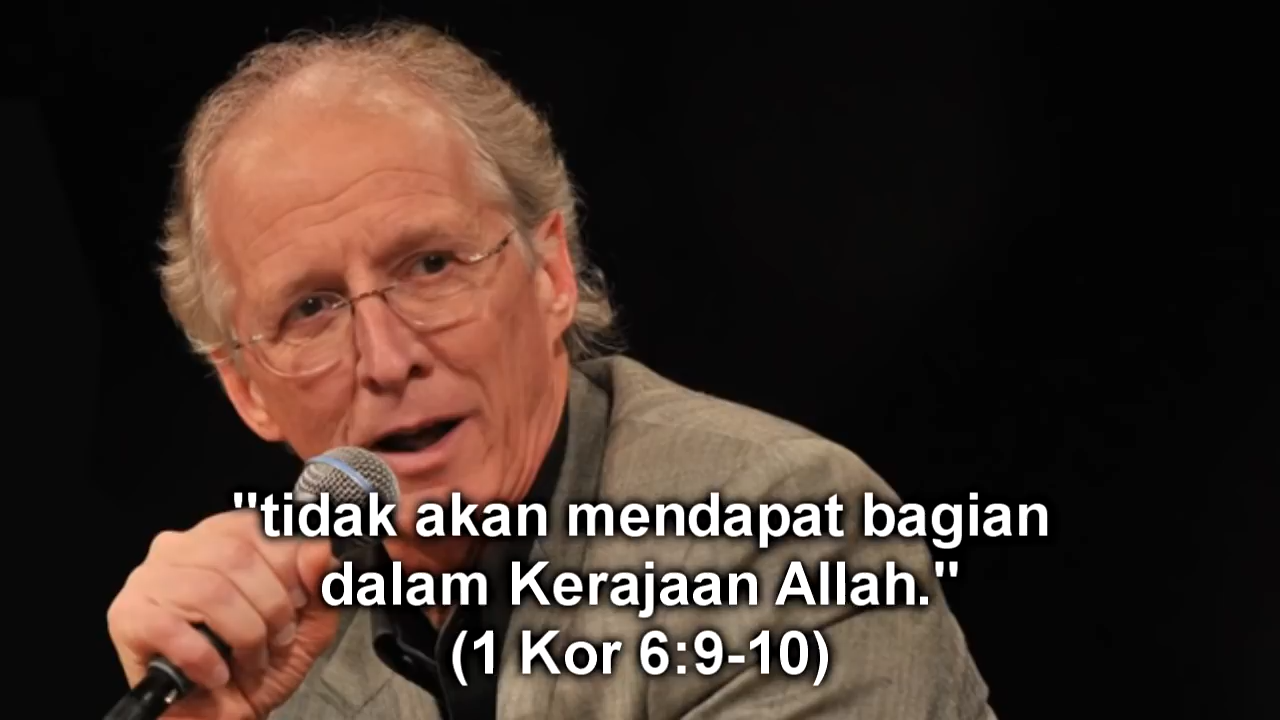 "tidak akan mendapat bagian
dalam Kerajaan Allah."
(1 Kor 6:9-10)